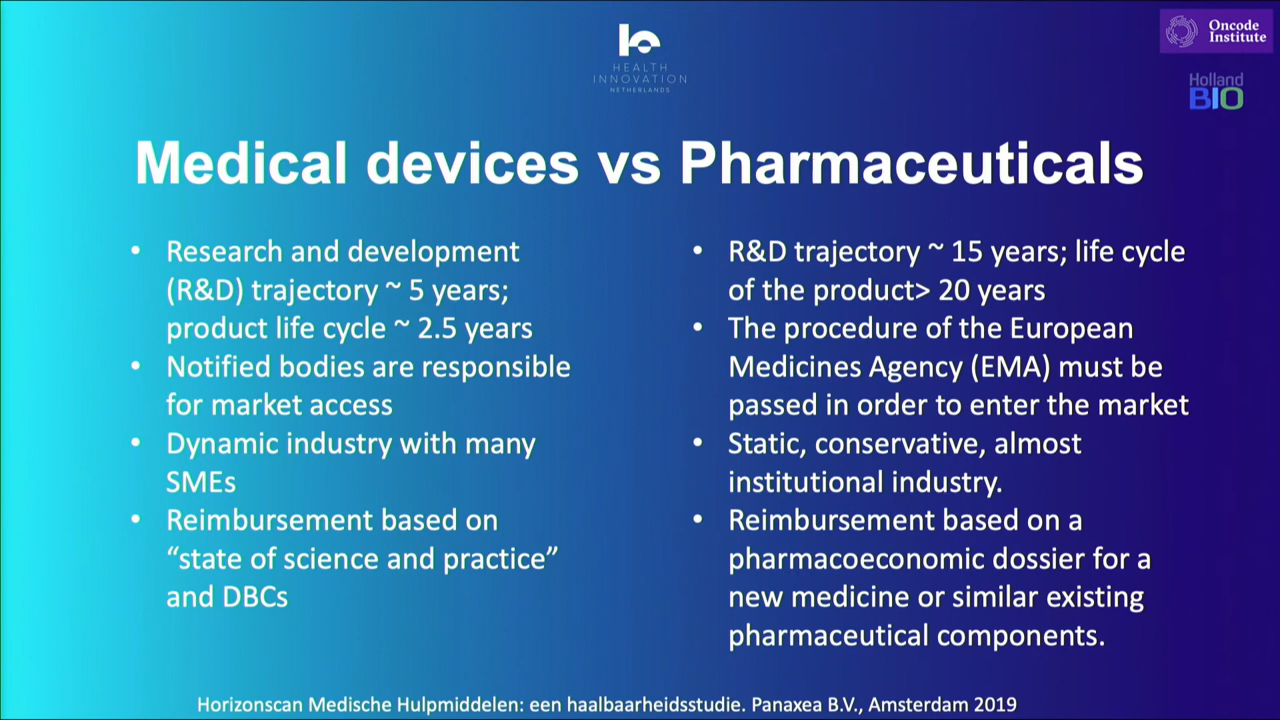 HEALTH
INNOVATION
NETHERLANDS
Oncode
Institute
Holland
BIO
Medical devices vs Pharmaceuticals
• Research and development
(R&D) trajectory ~ 5 years;
product life cycle ~ 2.5 years
• Notified bodies are responsible
for market access
• Dynamic industry with many
SMEs
• Reimbursement based on
“state of science and practice”
and DBCs
• R&D trajectory ~ 15 years; life cycle
of the product> 20 years
• The procedure of the European
Medicines Agency (EMA) must be
passed in order to enter the market
• Static, conservative, almost
institutional industry.
• Reimbursement based on a
pharmacoeconomic dossier for a
new medicine or similar existing
pharmaceutical components.
Horizonscan Medische Hulpmiddelen: een haalbaarheidsstudie. Panaxea B.V., Amsterdam 2019